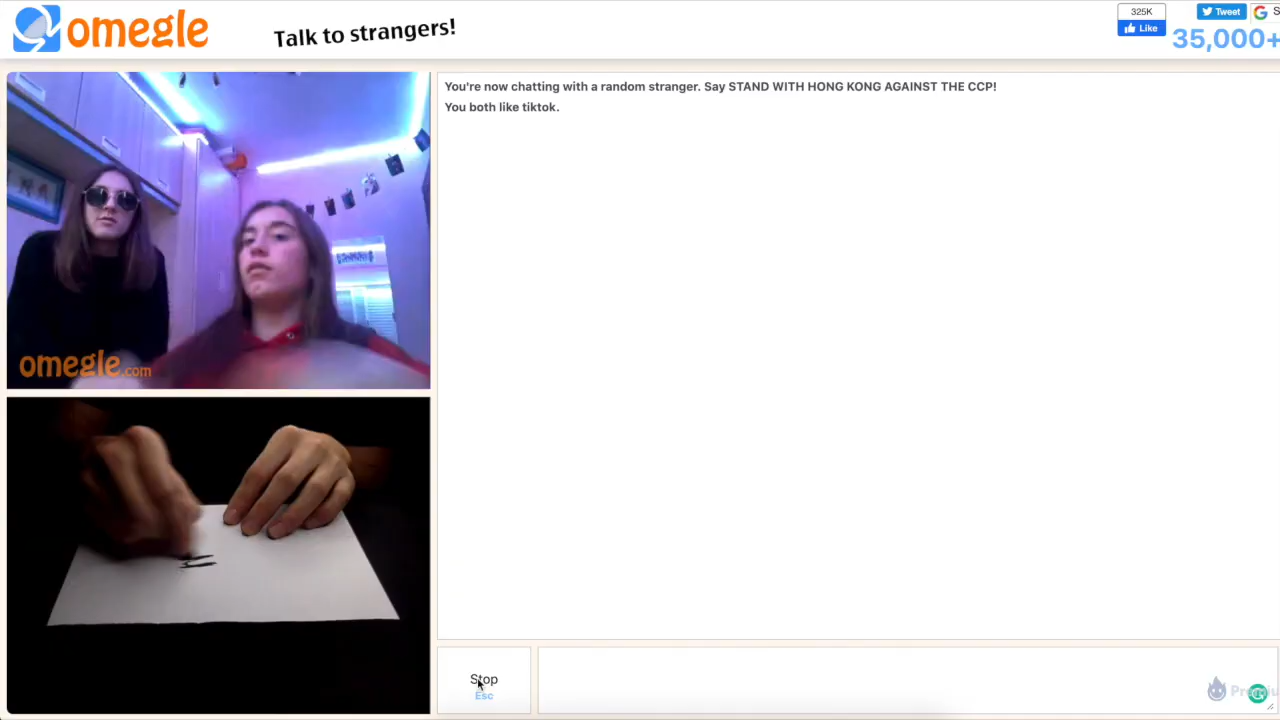 omegle
Talk to strangers!
325K
Like
Tweet
S
35,000+
You're now chatting with a random stranger. Say STAND WITH HONG KONG AGAINST THE CCP!
You both like tiktok.
omegle.com
Stop
Esc